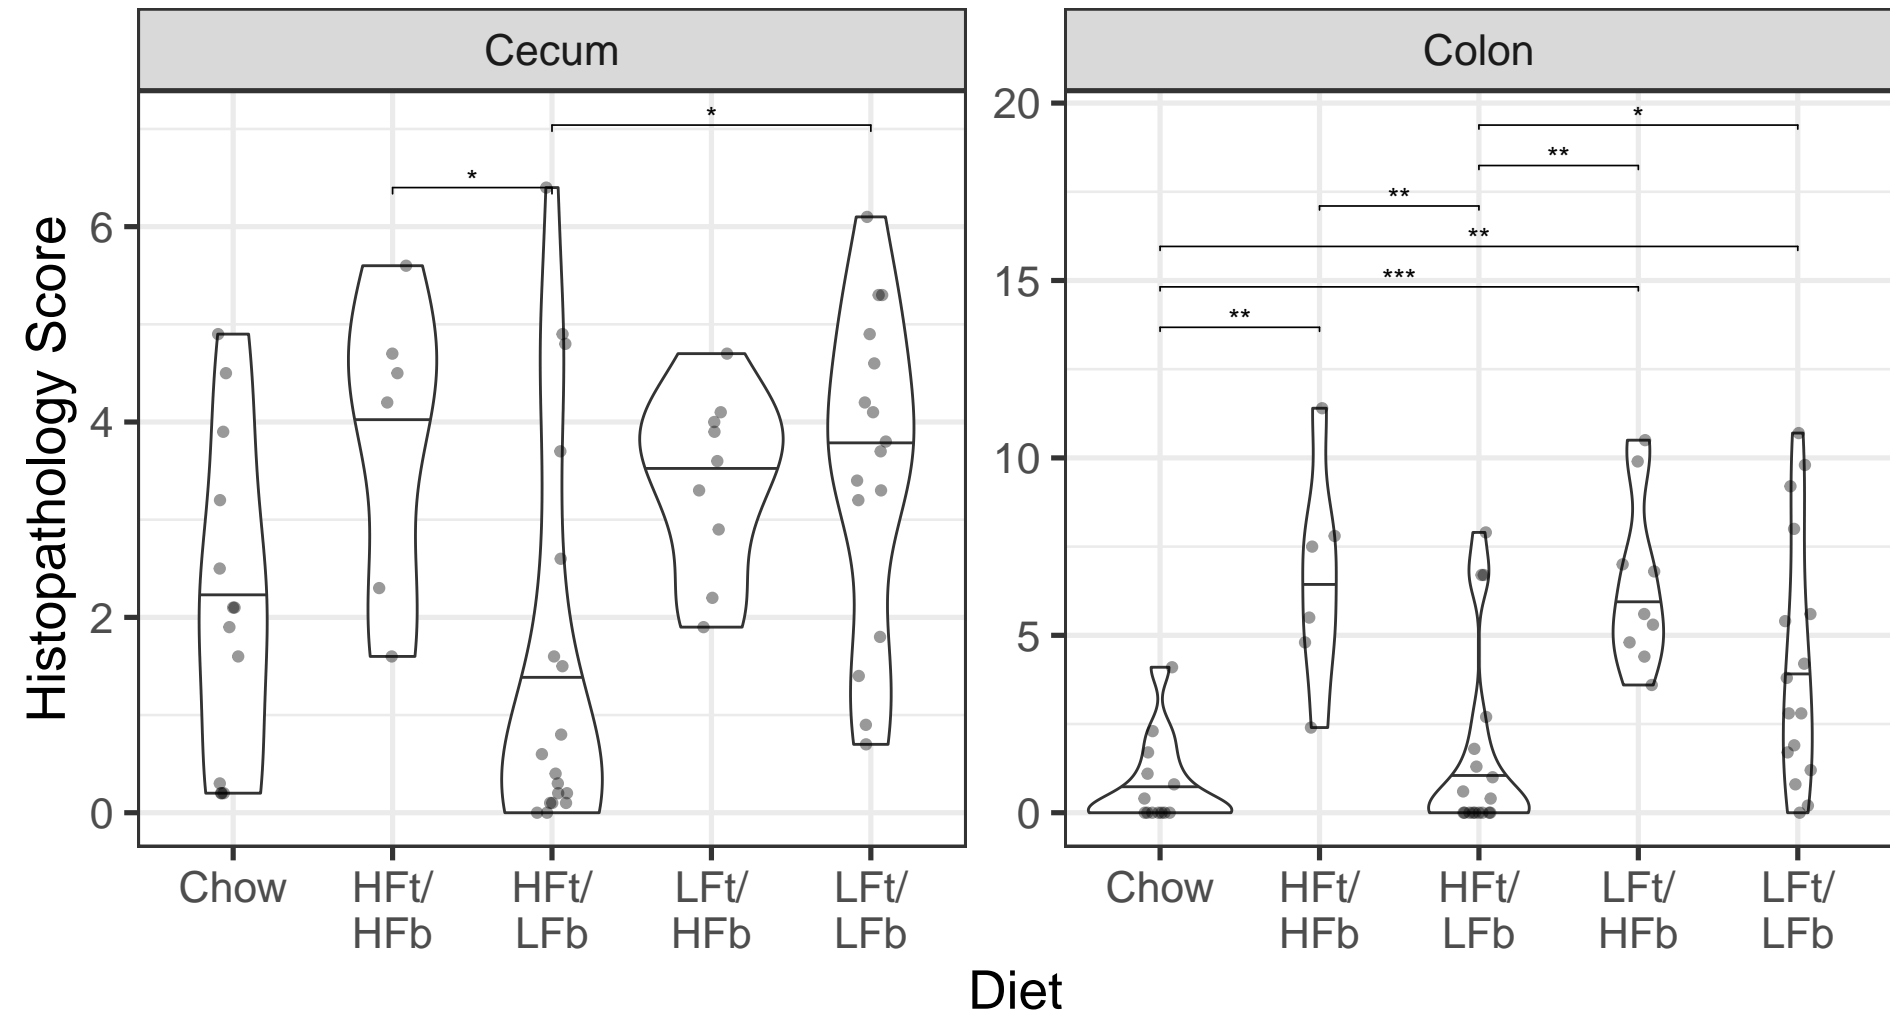 Cecum
Colon
Histopathology Score
6
4
2
0
*
*
20
15
10
5
0
*
**
**
**
***
**
Chow
HFt/
HFb
HFt/
LFb
LFt/
HFb
LFt/
LFb
Chow
HFt/
HFb
HFt/
LFb
LFt/
HFb
LFt/
LFb
Diet